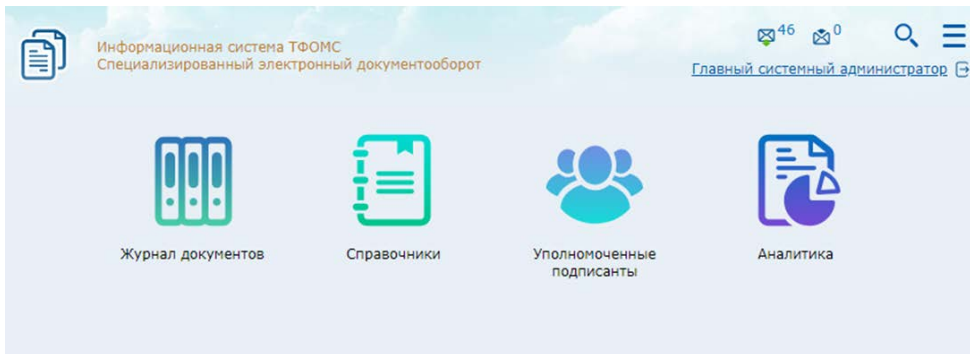 Информационная система ТФОМС
Специализированный электронный документооборот
46 0
Главный системный администратор
Журнал документов
Справочники
Уполномоченные
подписанты
Аналитика